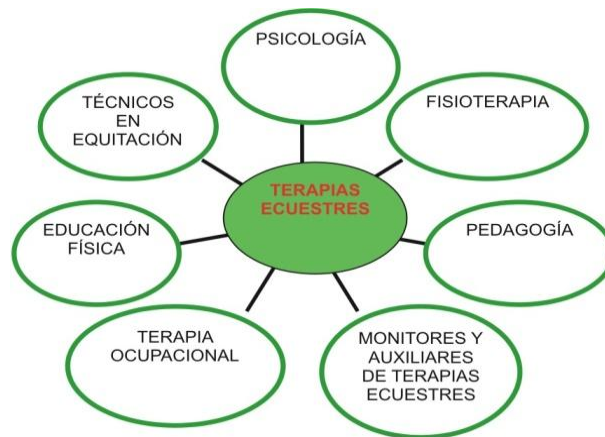 PSICOLOGÍA
TÉCNICOS
EN
EQUITACIÓN
FISIOTERAPIA
TERAPIAS
ECUESTRES
EDUCACIÓN
FÍSICA
PEDAGOGÍA
TERAPIA
OCUPACIONAL
MONITORES Y
AUXILIARES
DE TERAPIAS
ECUESTRES